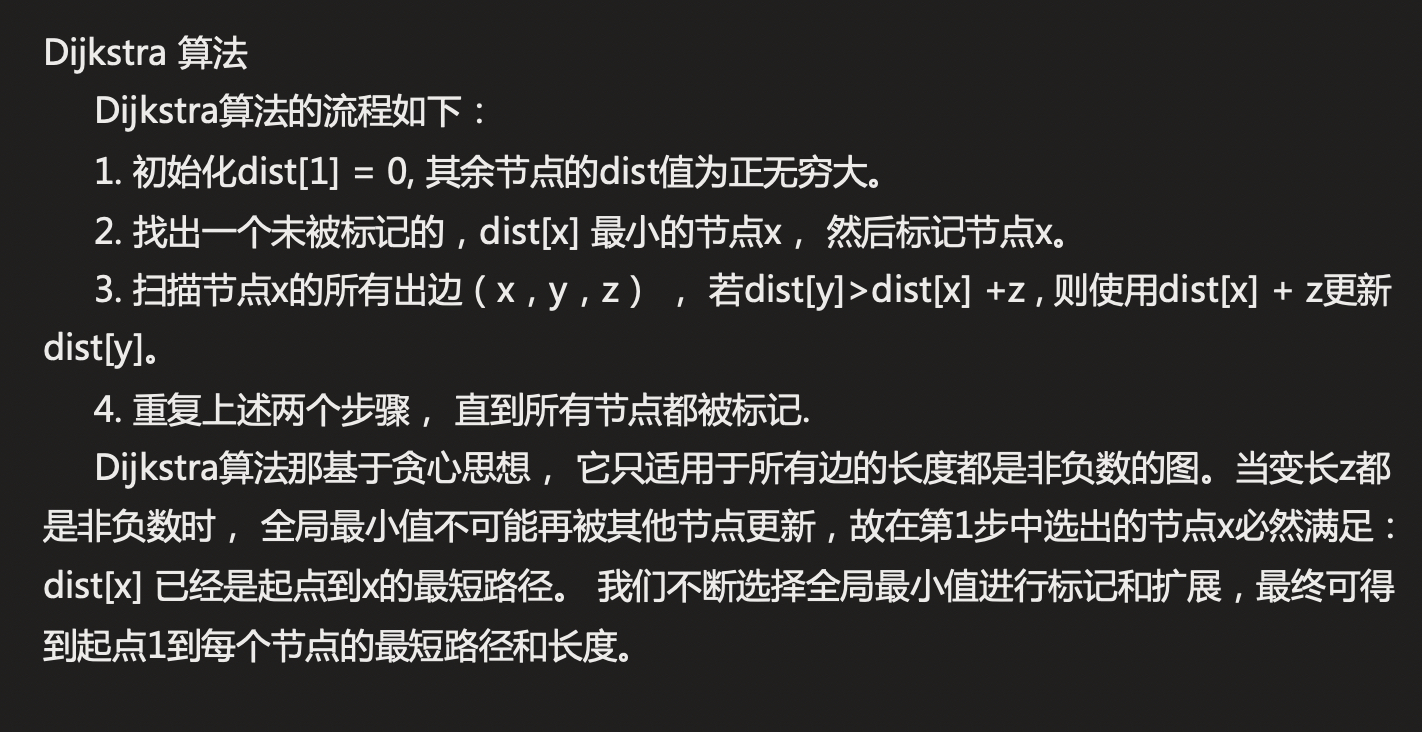 Dijkstra 算法
Dijkstra算法的流程如下：
1. 初始化dist[1] = 0, 其余节点的dist值为正无穷大。
2. 找出一个未被标记的，dist[x] 最小的节点x， 然后标记节点x。
3. 扫描节点x的所有出边（x，y，z）， 若dist[y]>dist[x] +z , 则使用dist[x] + z更新
dist[y]。
4. 重复上述两个步骤， 直到所有节点都被标记.
Dijkstra算法那基于贪心思想， 它只适用于所有边的长度都是非负数的图。当变长z都
是非负数时， 全局最小值不可能再被其他节点更新，故在第1步中选出的节点x必然满足：
dist[x] 已经是起点到x的最短路径。 我们不断选择全局最小值进行标记和扩展，最终可得
到起点1到每个节点的最短路径和长度。